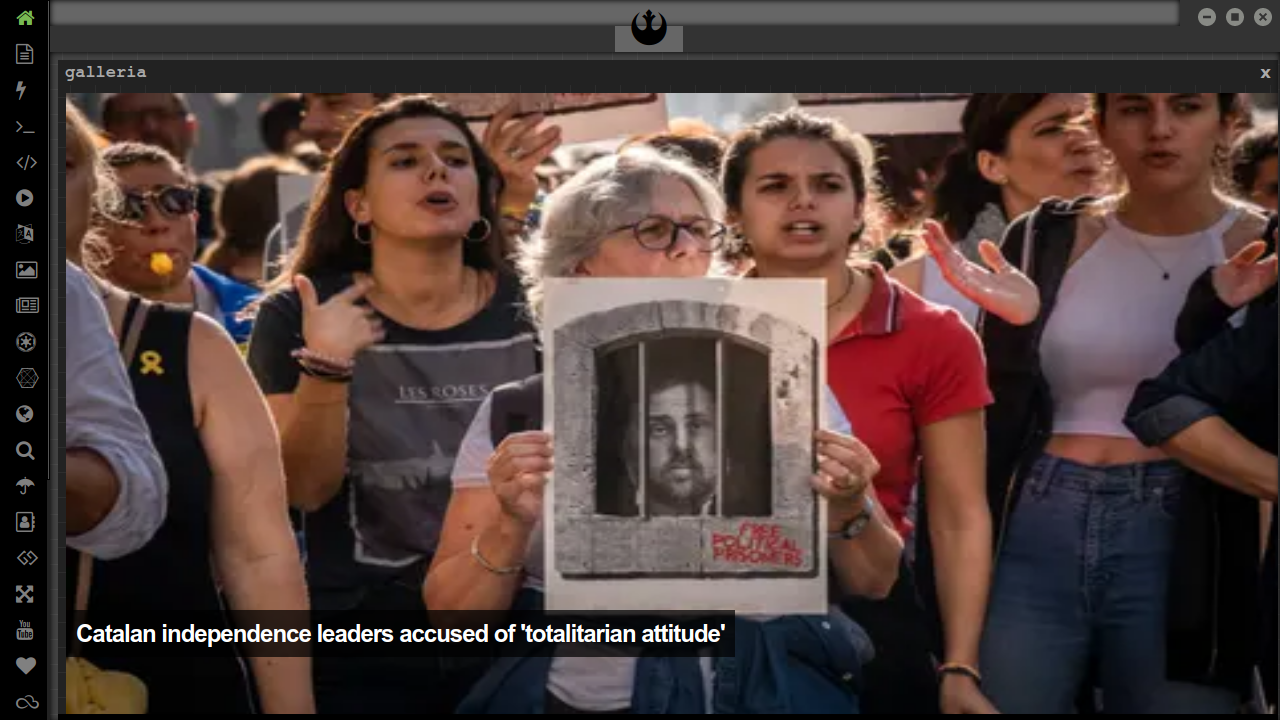 galleria
x
LES ROSES
FREE
POLITICAL
PRISONERS
Catalan independence leaders accused of 'totalitarian attitude'